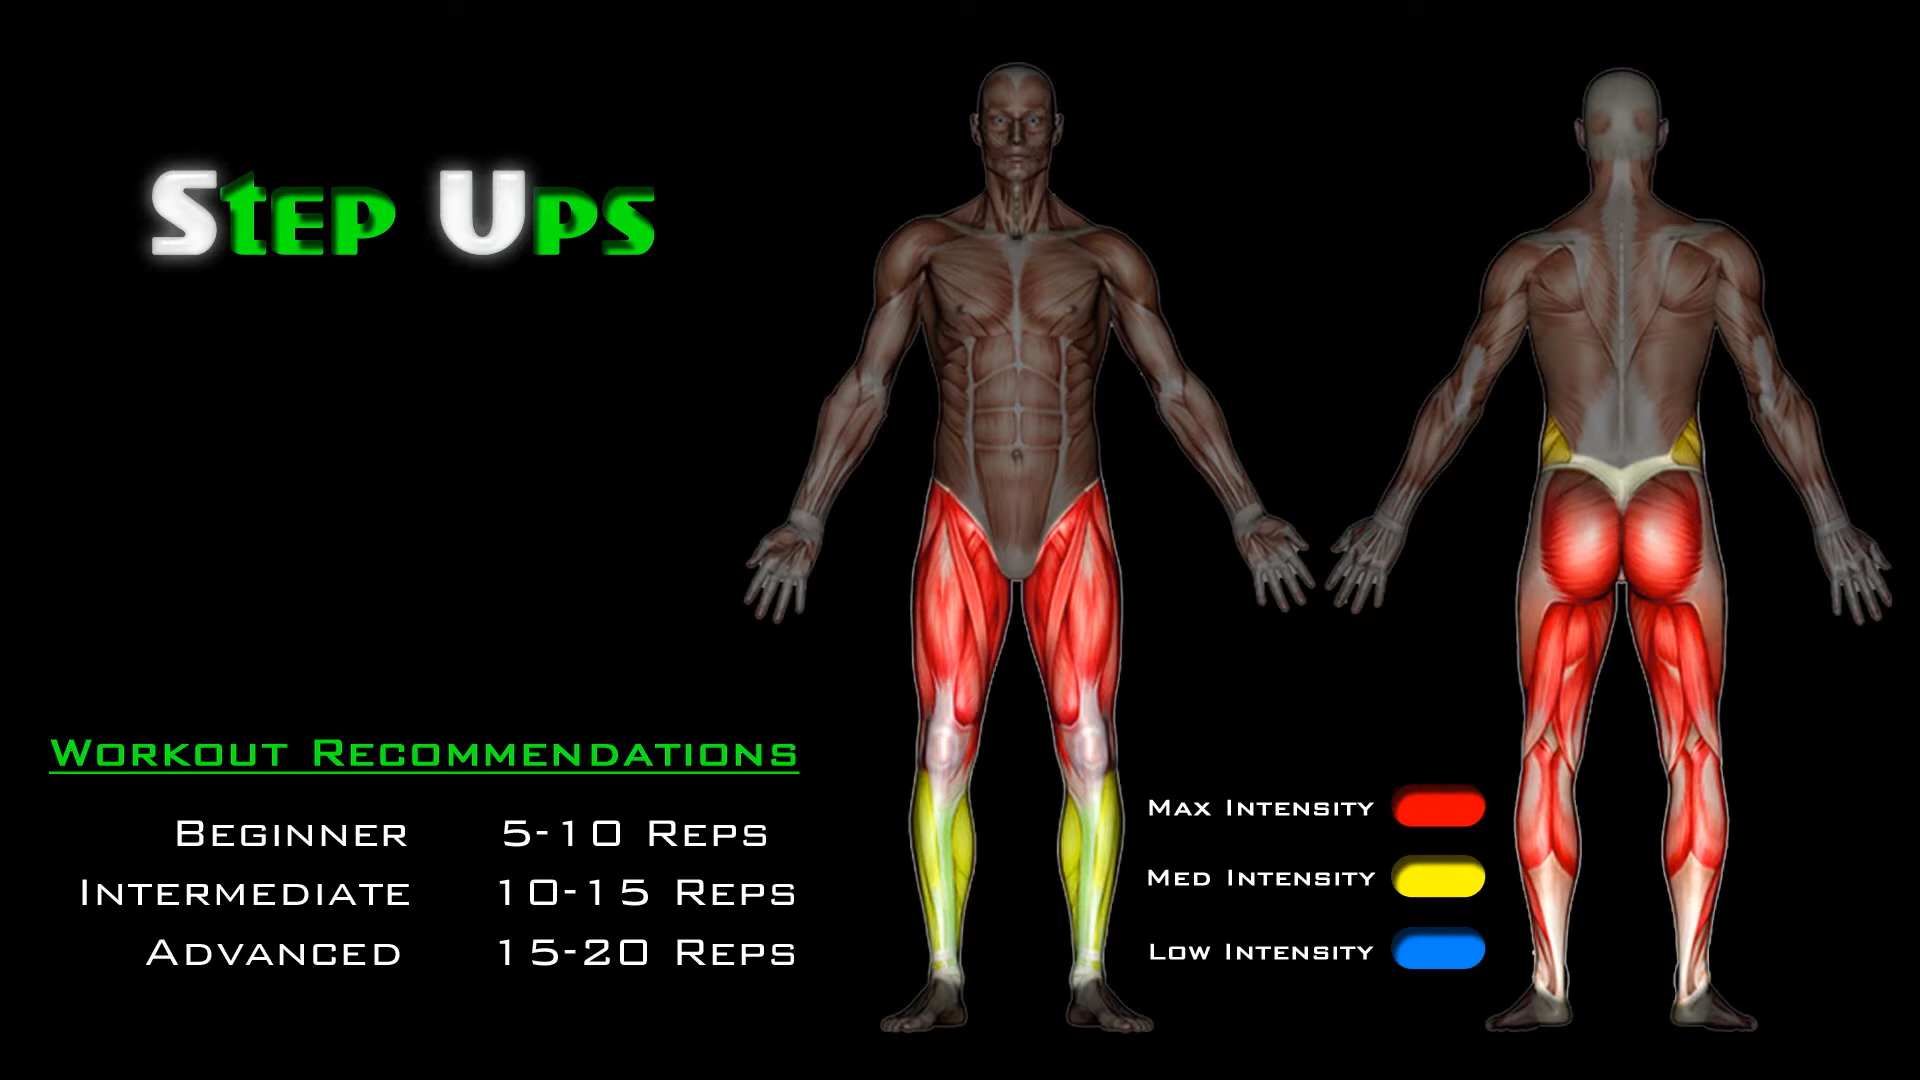 Step Ups
Workout Recommendations
Beginner 5-10 Reps
Intermediate 10-15 Reps
Advanced 15-20 Reps
Max Intensity
Med Intensity
Low Intensity